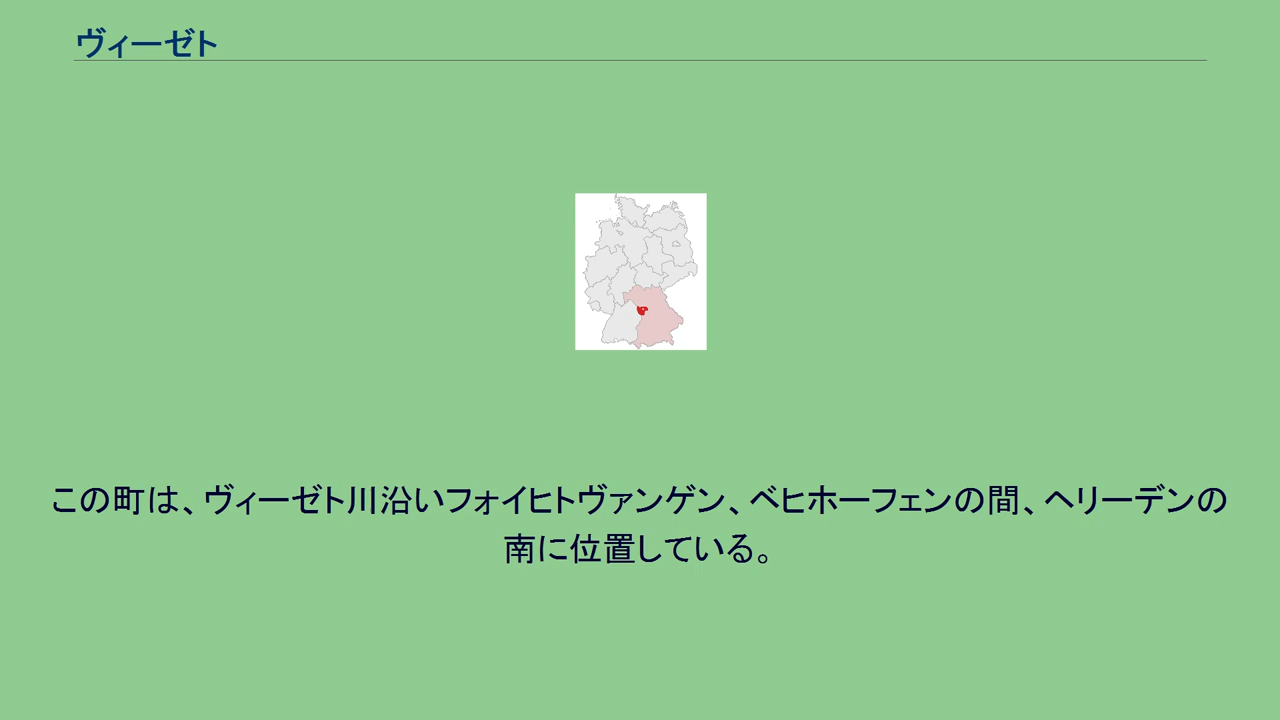 ヴィーゼト
この町は、ヴィーゼト川沿いフォイヒトヴァンゲン、ベヒホーフェンの間、ヘリーデンの
南に位置している。